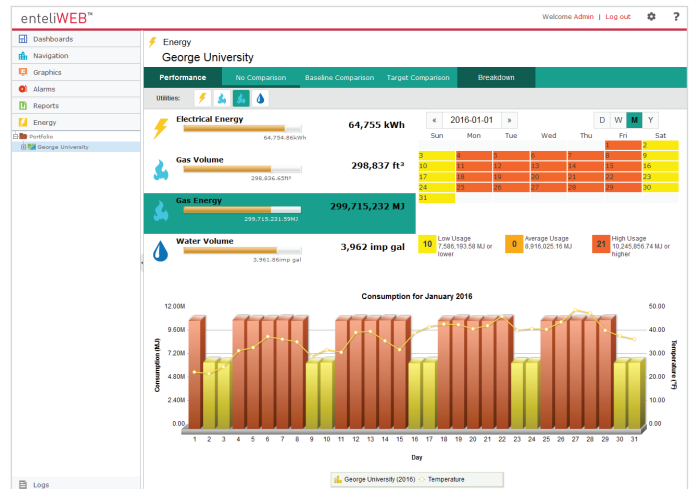 enteliWEB™
Welcome Admin | Log out ?
Dashboards
Navigation
Graphics
Alarms
Reports
Energy
Portfolio
George University
Logs
Energy
George University
Performance No Comparison Baseline Comparison Target Comparison Breakdown
Utilities:
Electrical Energy
64,755 kWh
64,754.86kWh
Gas Volume
298,837 ft³
298,836.65ft³
Gas Energy
299,715,232 MJ
299,715,231.59MJ
Water Volume
3,962 imp gal
3,961.86imp gal
« 2016-01-01 » D W M Y
Sun Mon Tue Wed Thu Fri Sat
1 2
3 4 5 6 7 8 9
10 11 12 13 14 15 16
17 18 19 20 21 22 23
24 25 26 27 28 29 30
31
10 Low Usage
7,586,193.58 MJ or
lower
0 Average Usage
8,916,025.16 MJ
21 High Usage
10,245,856.74 MJ or
higher
Consumption for January 2016
12.00M
9.60M
7.20M
4.80M
2.40M
0.00
Consumption (MJ)
50.00
40.00
30.00
20.00
10.00
0.00
Temperature (°F)
1 2 3 4 5 6 7 8 9 10 11 12 13 14 15 16 17 18 19 20 21 22 23 24 25 26 27 28 29 30 31
Day
George University (2016) Temperature